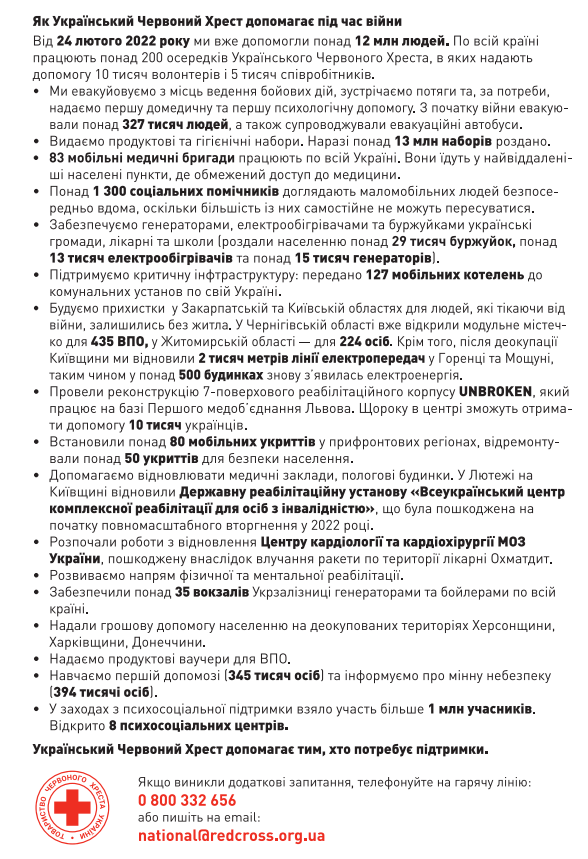 Як Український Червоний Хрест допомагає під час війни
Від 24 лютого 2022 року ми вже допомогли понад 12 млн людей. По всій країні
працюють понад 200 осередків Українського Червоного Хреста, в яких надають
допомогу 10 тисяч волонтерів і 5 тисяч співробітників.
• Ми евакуйовуємо з місць ведення бойових дій, зустрічаємо потяги та, за потреби,
надаємо першу домедичну та першу психологічну допомогу. З початку війни евакую-
вали понад 327 тисяч людей, а також супроводжували евакуаційні автобуси.
• Видаємо продуктові та гігієнічні набори. Наразі понад 13 млн наборів роздано.
• 83 мобільні медичні бригади працюють по всій Україні. Вони їдуть у найвіддалені-
ші населені пункти, де обмежений доступ до медицини.
• Понад 1 300 соціальних помічників доглядають маломобільних людей безпосе-
редньо вдома, оскільки більшість із них самостійне не можуть пересуватися.
• Забезпечуємо генераторами, електрообігрівачами та буржуйками українські
громади, лікарні та школи (роздали населенню понад 29 тисяч буржуйок, понад
13 тисяч електрообігрівачів та понад 15 тисяч генераторів).
• Підтримуємо критичну інфтраструктуру: передано 127 мобільних котелень до
комунальних установ по свій Україні.
• Будуємо прихистки у Закарпатській та Київській областях для людей, які тікаючи від
війни, залишились без житла. У Чернігівській області вже відкрили модульне містеч-
ко для 435 ВПО, у Житомирській області — для 224 осіб. Крім того, після деокупації
Київщини ми відновили 2 тисяч метрів лінії електропередач у Горенці та Мощуні,
таким чином у понад 500 будинках знову з’явилась електроенергія.
• Провели реконструкцію 7-поверхового реабілітаційного корпусу UNBROKEN, який
працює на базі Першого медоб’єднання Львова. Щороку в центрі зможуть отрима-
ти допомогу 10 тисяч українців.
• Встановили понад 80 мобільних укриттів у прифронтових регіонах, відремонту-
вали понад 50 укриттів для безпеки населення.
• Допомагаємо відновлювати медичні заклади, пологові будинки. У Лютежі на
Київщині відновили Державну реабілітаційну установу «Всеукраїнський центр
комплексної реабілітації для осіб з інвалідністю», що була пошкоджена на
початку повномасштабного вторгнення у 2022 році.
• Розпочали роботи з відновлення Центру кардіології та кардіохірургії МОЗ
України, пошкоджену внаслідок влучання ракети по території лікарні Охматдит.
• Розвиваємо напрям фізичної та ментальної реабілітації.
• Забезпечили понад 35 вокзалів Укрзалізниці генераторами та бойлерами по всій
країні.
• Надали грошову допомогу населенню на деокупованих територіях Херсонщини,
Харківщини, Донеччини.
• Надаємо продуктові ваучери для ВПО.
• Навчаємо першій допомозі (345 тисяч осіб) та інформуємо про мінну небезпеку
(394 тисячі осіб).
• У заходах з психосоціальної підтримки взяло участь більше 1 млн учасників.
Відкрито 8 психосоціальних центрів.
Український Червоний Хрест допомагає тим, хто потребує підтримки.
ТОВАРИСТВО ЧЕРВОНОГО ХРЕСТА УКРАЇНИ
Якщо виникли додаткові запитання, телефонуйте на гарячу лінію:
0 800 332 656
або пишіть на email:
national@redcross.org.ua